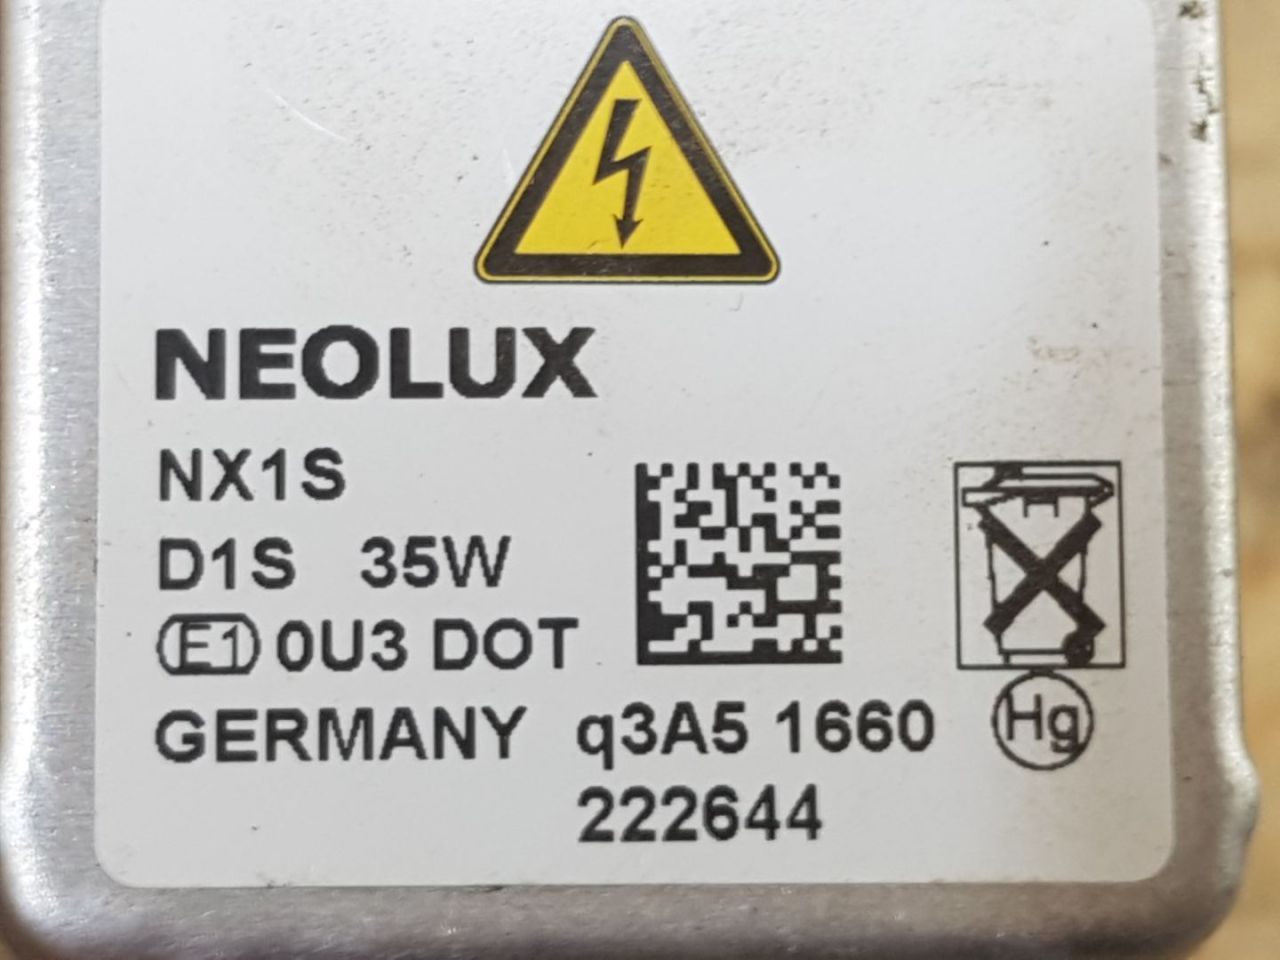 NEOLUX
NX1S
D1S 35W
E1 0U3 DOT
GERMANY q3A5 1660
222644
Hg